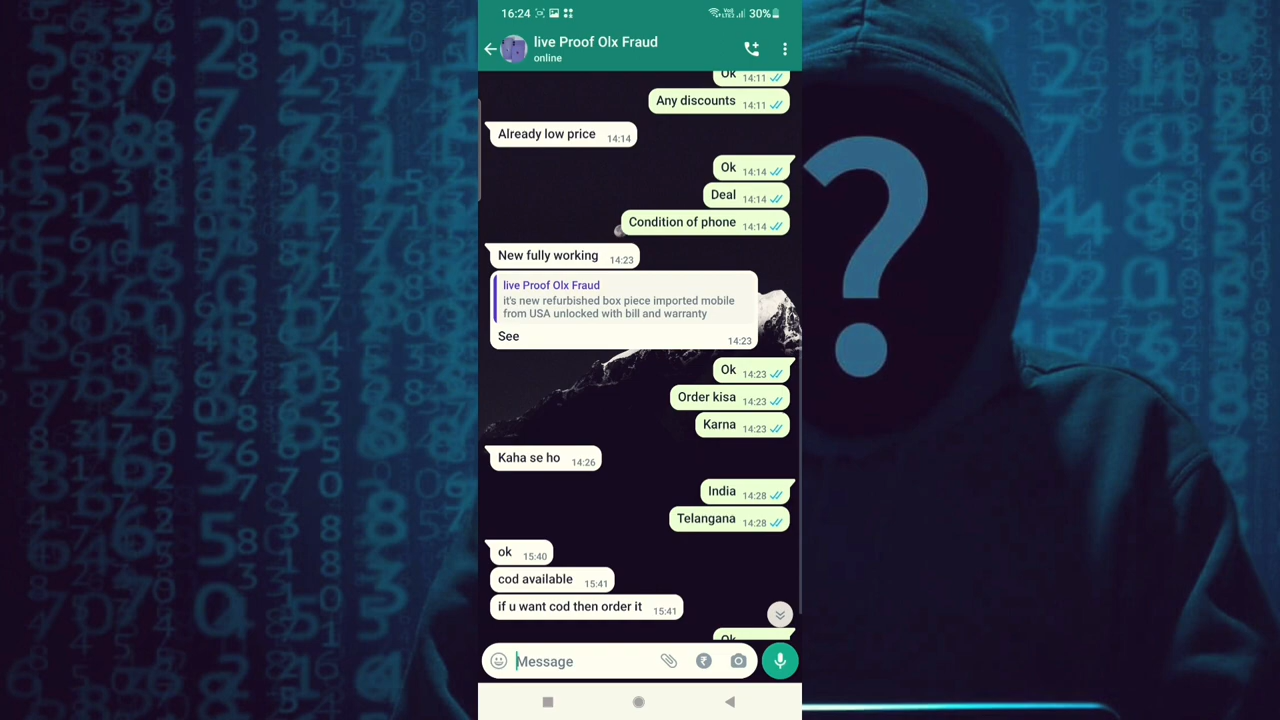 16:24
30%
live Proof Olx Fraud
online
Ok 14:11
Any discounts 14:11
Already low price 14:14
Ok 14:14
Deal 14:14
Condition of phone 14:14
New fully working 14:23
live Proof Olx Fraud
it's new refurbished box piece imported mobile
from USA unlocked with bill and warranty
See 14:23
Ok 14:23
Order kisa 14:23
Karna 14:23
Kaha se ho 14:26
India 14:28
Telangana 14:28
ok 15:40
cod available 15:41
if u want cod then order it 15:41
Ok
Message
?